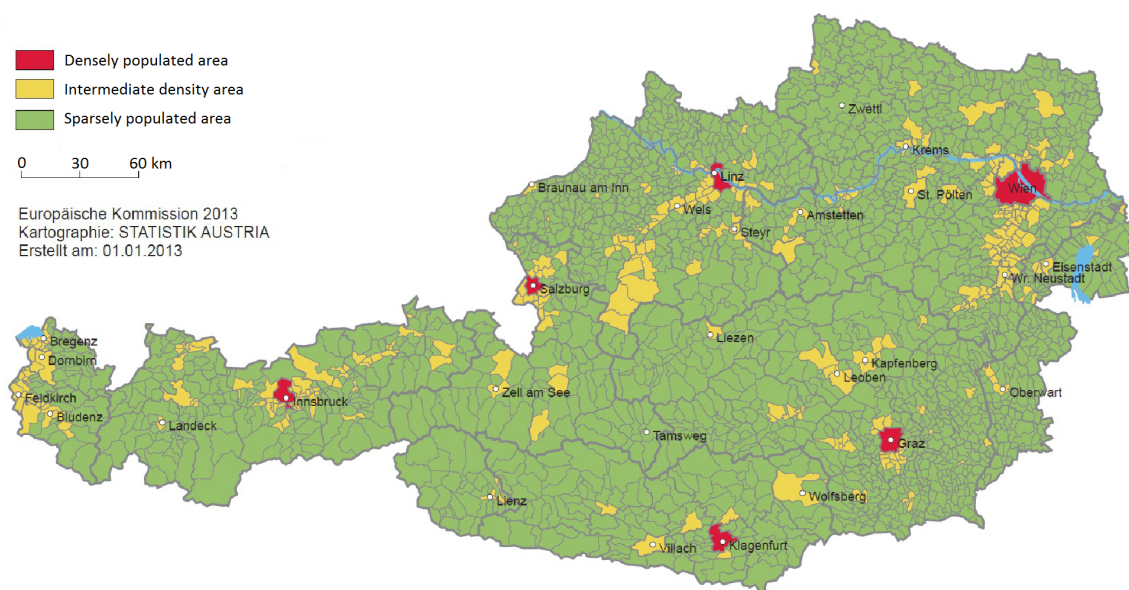 Densely populated area
Intermediate density area
Sparsely populated area
0 30 60 km
Europäische Kommission 2013
Kartographie: STATISTIK AUSTRIA
Erstellt am: 01.01.2013
Zwettl
Krems
Linz
Braunau am Inn
Wien
St. Pölten
Wels
Amstetten
Steyr
Eisenstadt
Wr. Neustadt
Salzburg
Liezen
Bregenz
Dornbirn
Kapfenberg
Leoben
Zell am See
Oberwart
Feldkirch
Innsbruck
Bludenz
Landeck
Tamsweg
Graz
Lienz
Wolfsberg
Villach
Klagenfurt